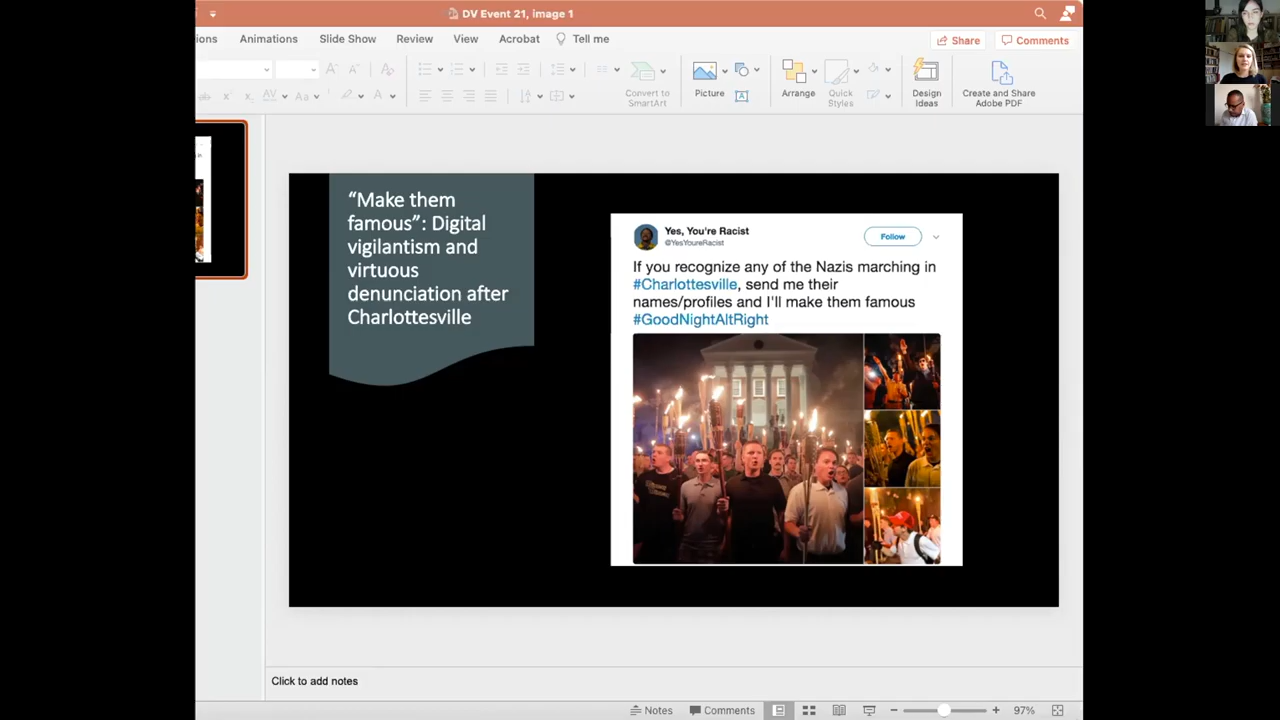 DV Event 21, image 1
ions
Animations
Slide Show
Review
View
Acrobat
Tell me
Share
Comments
Convert to
SmartArt
Picture
Arrange
Quick
Styles
Design
Ideas
Create and Share
Adobe PDF
“Make them
famous”: Digital
vigilantism and
virtuous
denunciation after
Charlottesville
Yes, You're Racist
@YesYoureRacist
Follow
If you recognize any of the Nazis marching in
#Charlottesville, send me their
names/profiles and I'll make them famous
#GoodNightAltRight
Click to add notes
Notes
Comments
97%